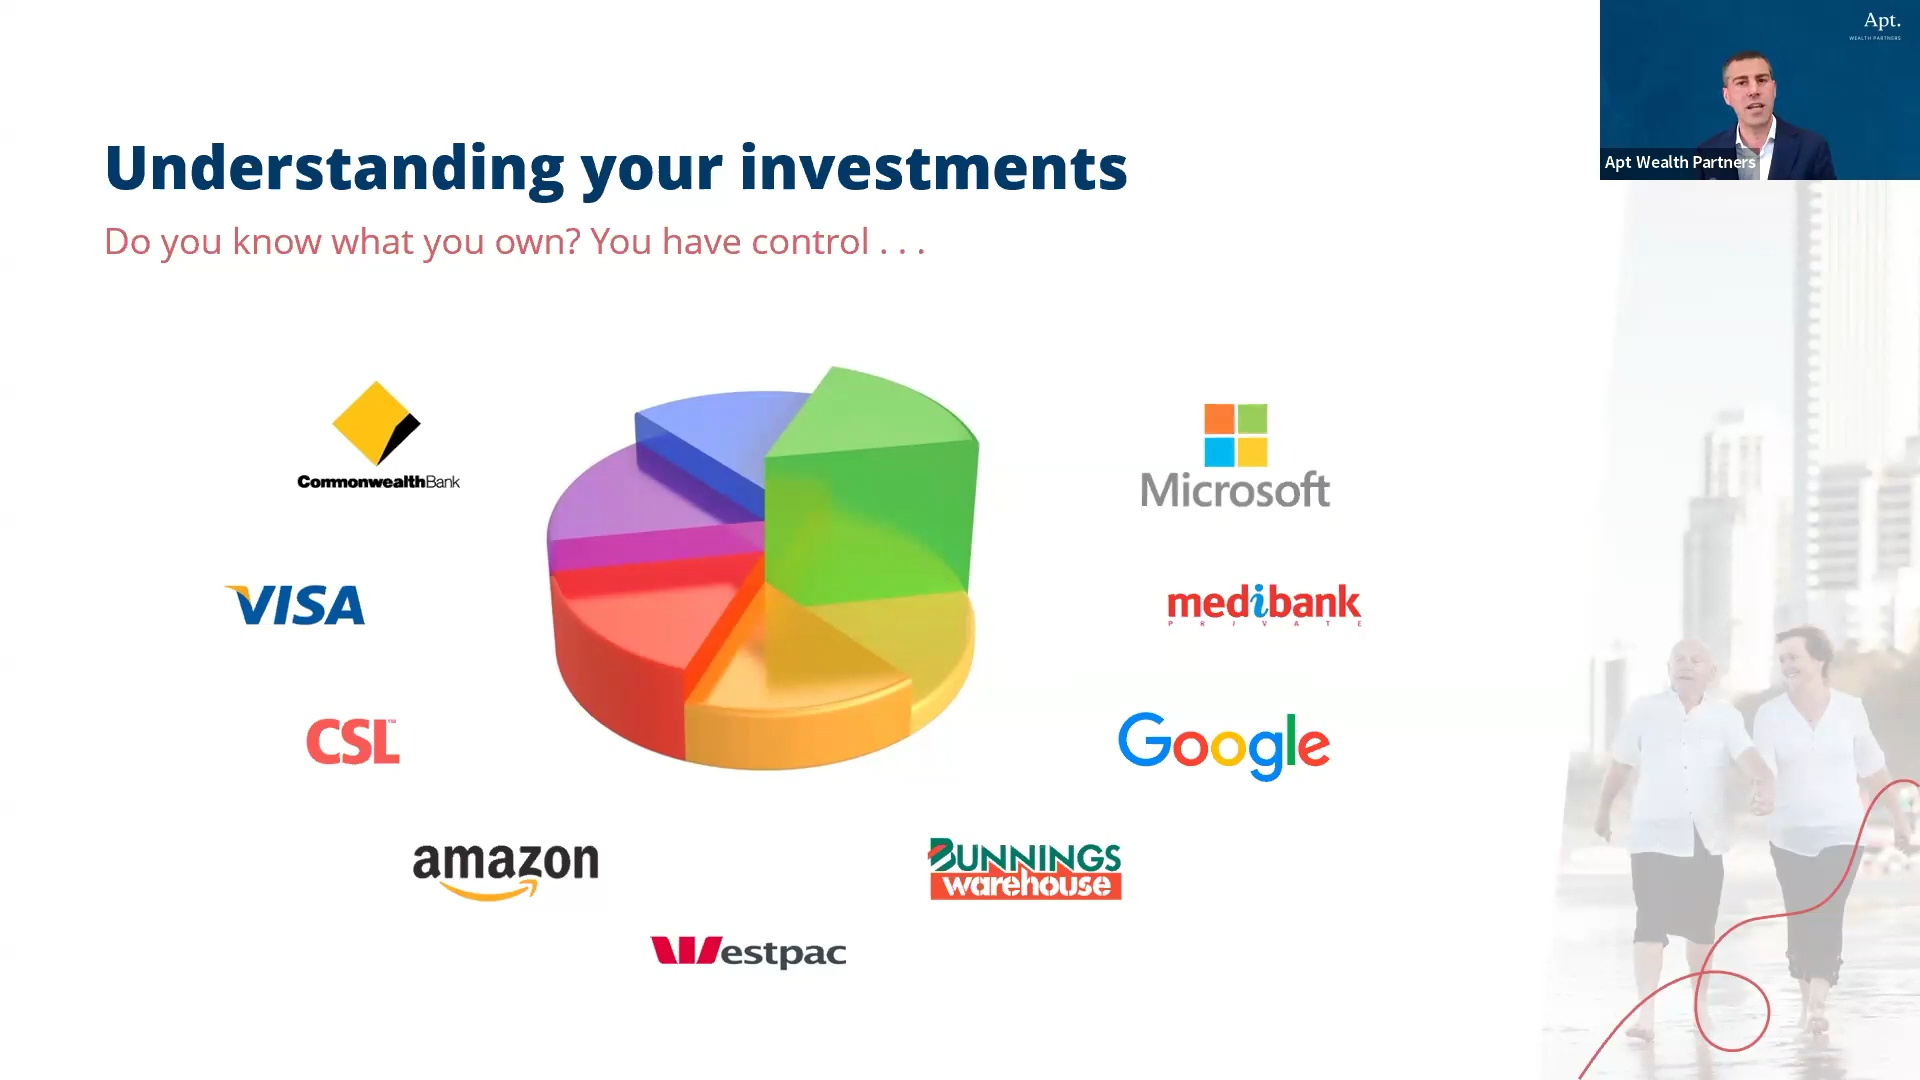 Apt.
WEALTH PARTNERS
Apt Wealth Partners
Understanding your investments
Do you know what you own? You have control . . .
CommonwealthBank
Microsoft
VISA
medibank
PRIVATE
CSL™
Google
amazon
BUNNINGS
warehouse
Westpac